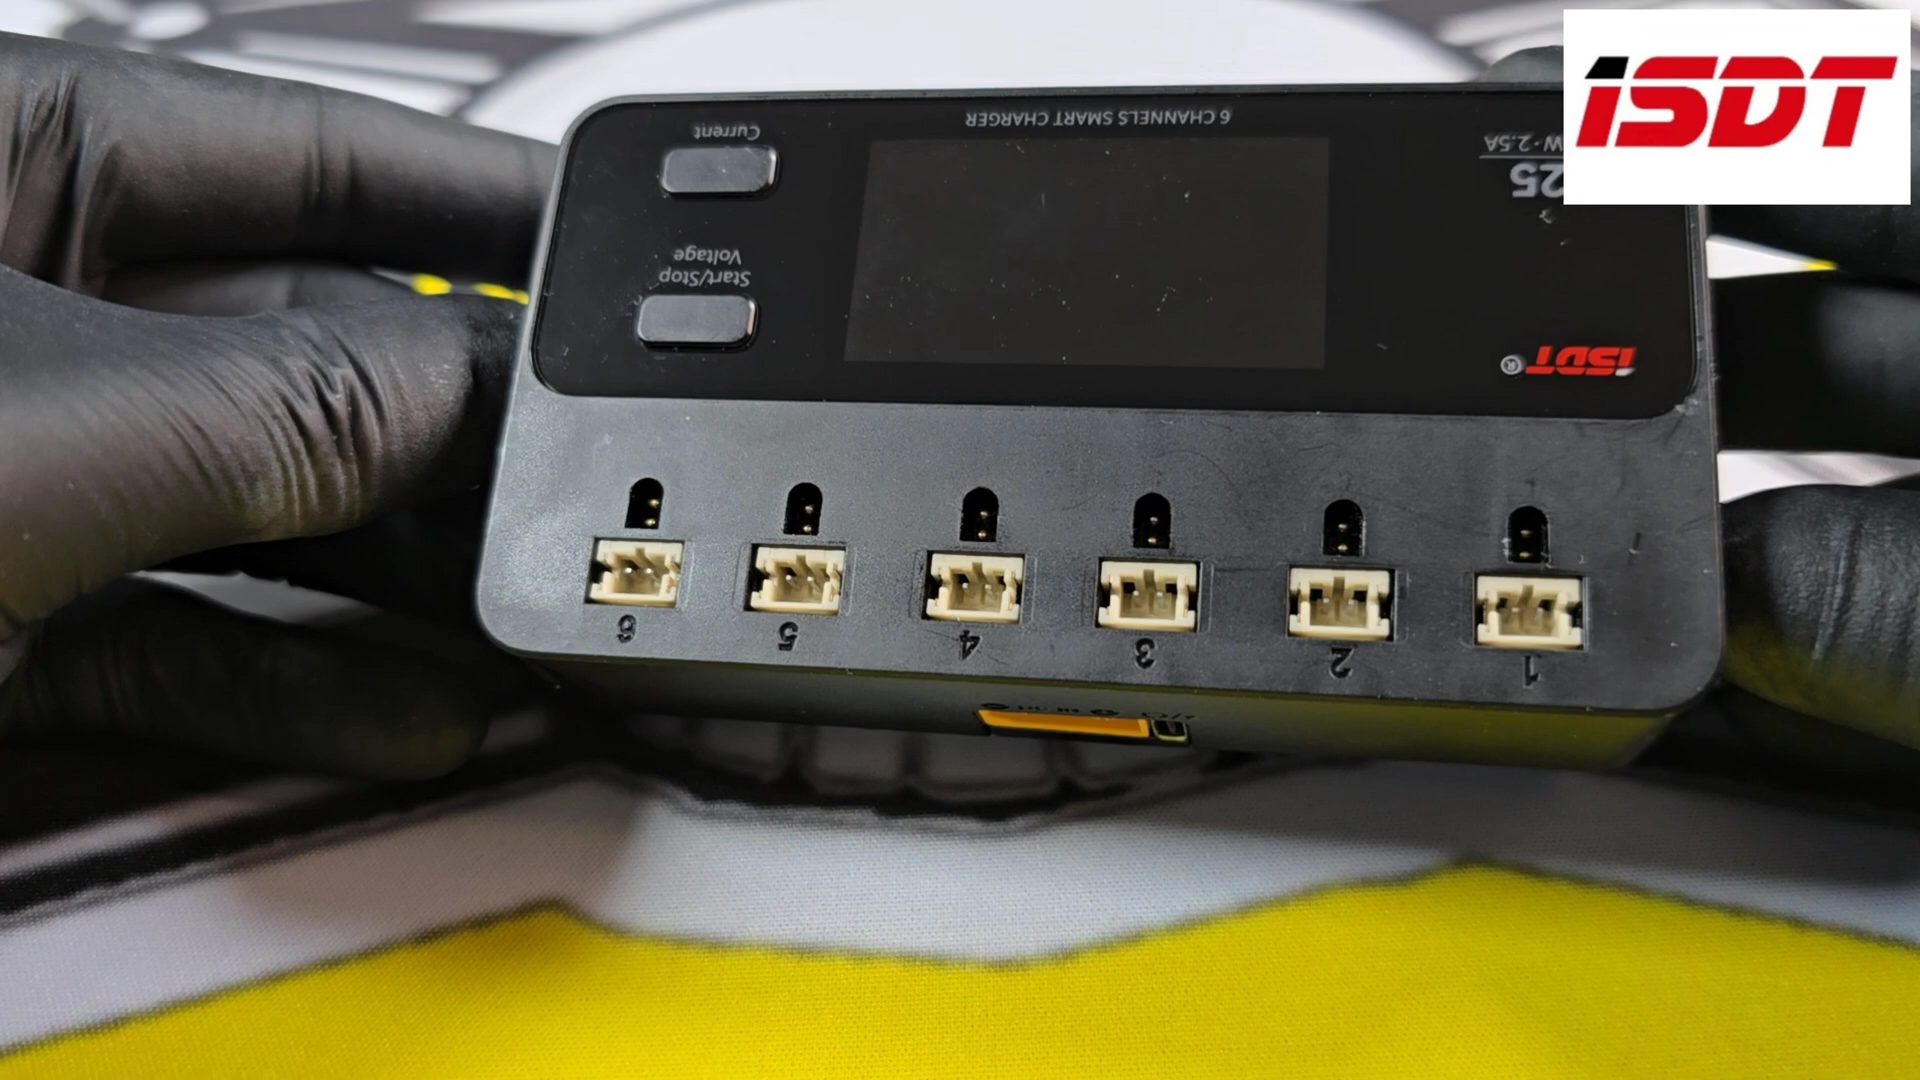 iSDT
6 CHANNELS SMART CHARGER
Current
W·2.5A
25
Start/Stop
Voltage
iSDT®
6
5
4
3
2
1